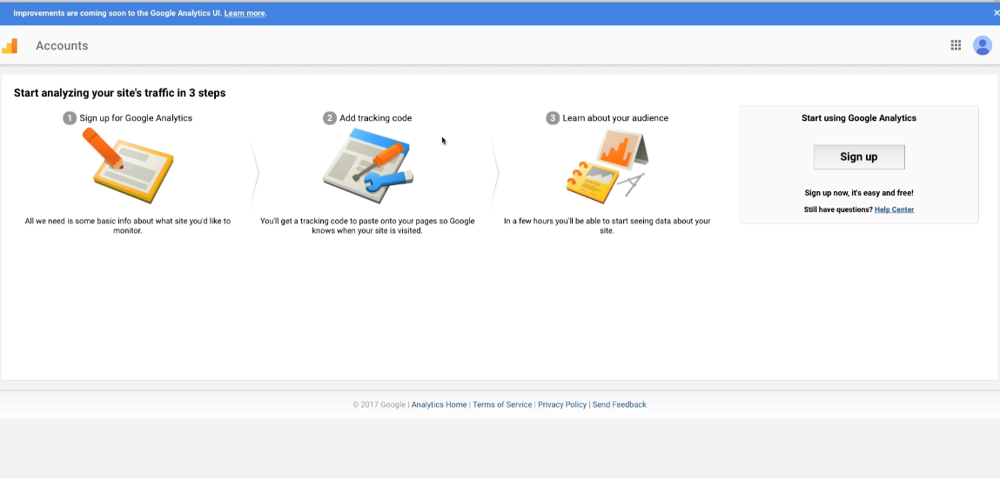 Improvements are coming soon to the Google Analytics UI. Learn more.
Accounts
Start analyzing your site's traffic in 3 steps
1 Sign up for Google Analytics
All we need is some basic info about what site you'd like to
monitor.
2 Add tracking code
You'll get a tracking code to paste onto your pages so Google
knows when your site is visited.
3 Learn about your audience
In a few hours you'll be able to start seeing data about your
site.
Start using Google Analytics
Sign up
Sign up now, it's easy and free!
Still have questions? Help Center
© 2017 Google | Analytics Home | Terms of Service | Privacy Policy | Send Feedback